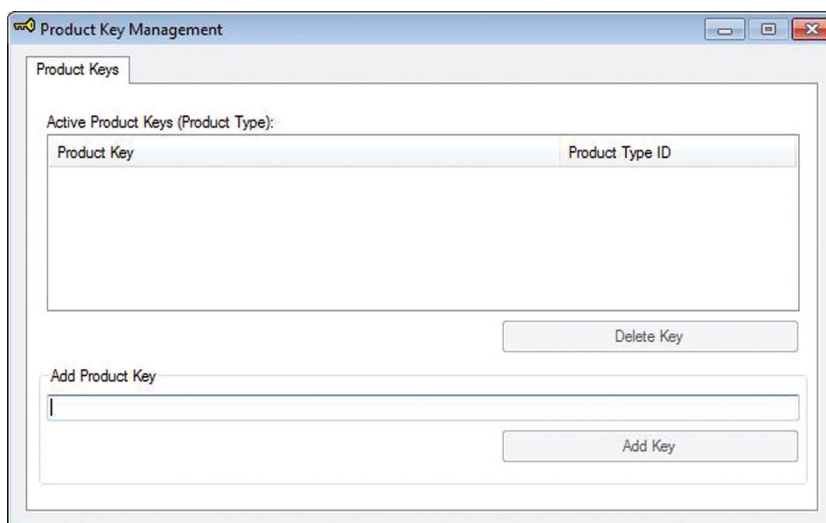 Product Key Management
Product Keys
Active Product Keys (Product Type):
Product Key Product Type ID
Delete Key
Add Product Key
Add Key